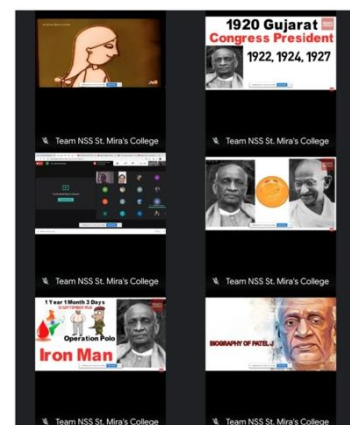 1920 Gujarat
Congress President
1922, 1924, 1927
Team NSS St. Mira's College
Team NSS St. Mira's College
Team NSS St. Mira's College
Team NSS St. Mira's College
1 Year 1Month 3 Days
Operation Polo
Iron Man
BIOGRAPHY OF PATEL-J
Team NSS St. Mira's College
Team NSS St. Mira's College